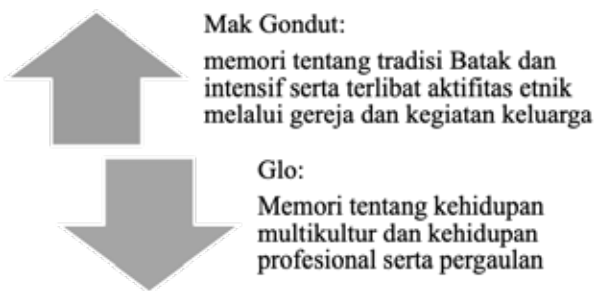 Mak Gondut:
memori tentang tradisi Batak dan
intensif serta terlibat aktifitas etnik
melalui gereja dan kegiatan keluarga
Glo:
Memori tentang kehidupan
multikultur dan kehidupan
profesional serta pergaulan